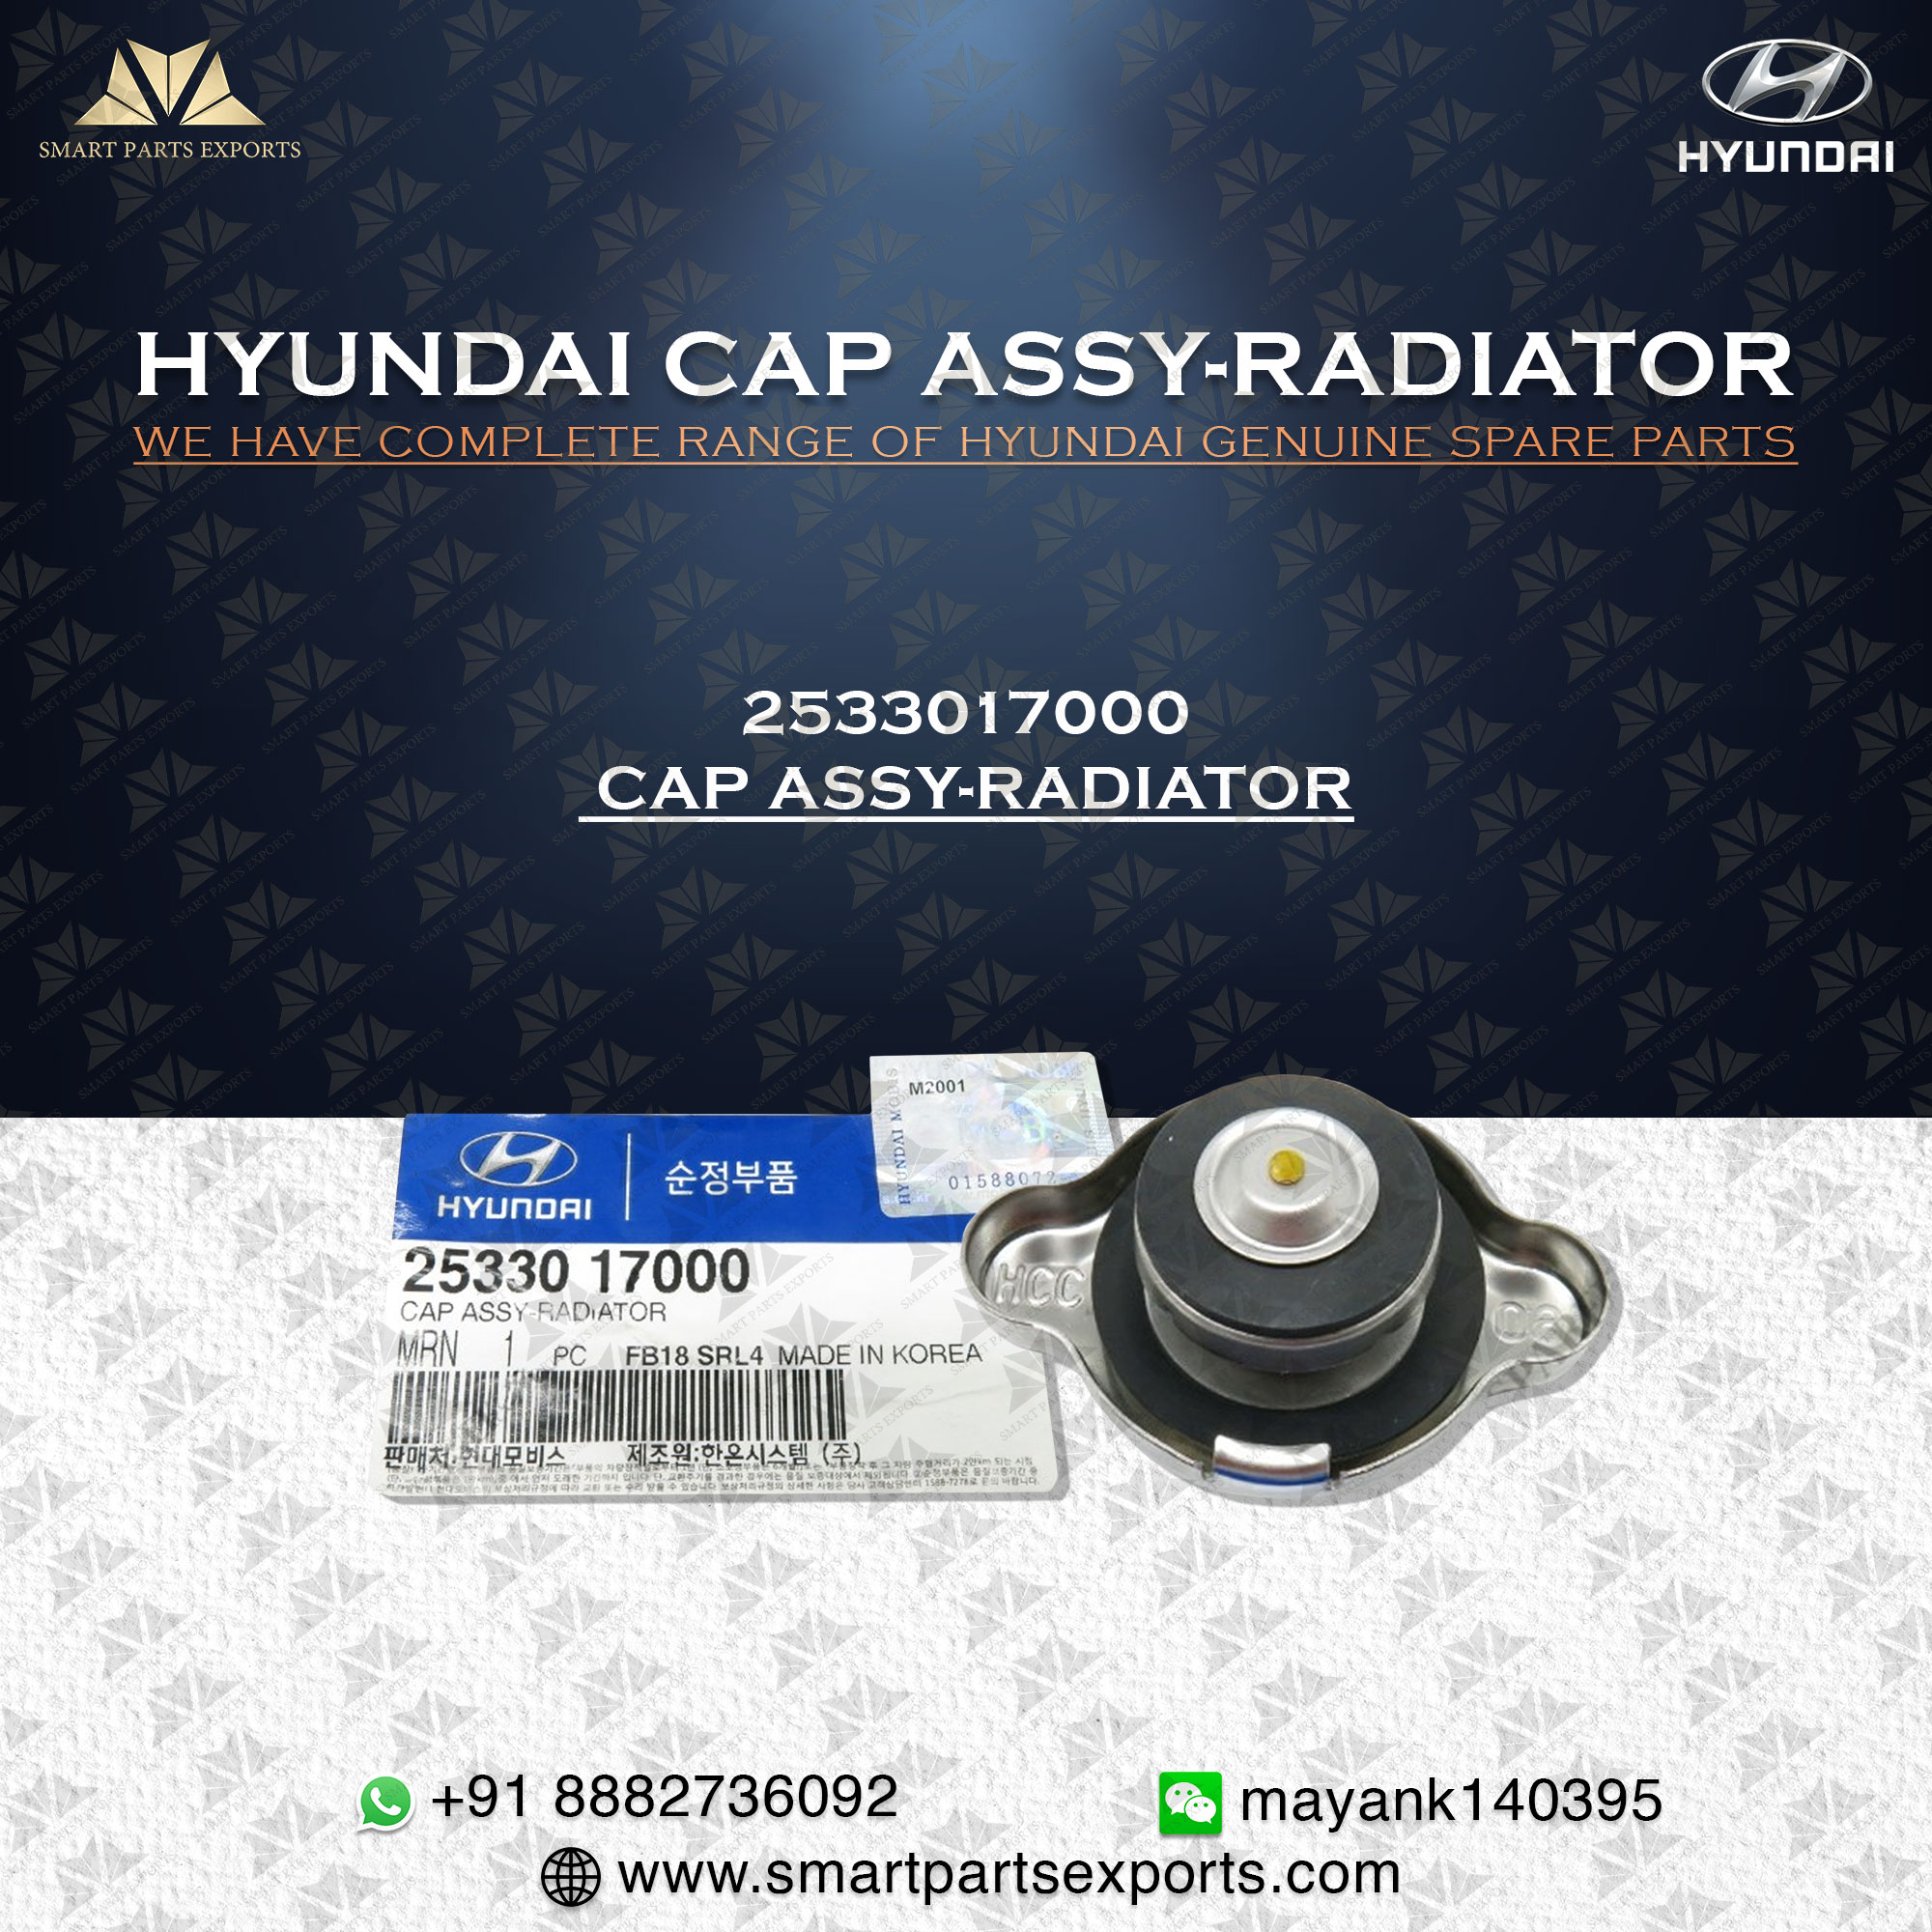 SMART PARTS EXPORTS
HYUNDAI
HYUNDAI CAP ASSY-RADIATOR
WE HAVE COMPLETE RANGE OF HYUNDAI GENUINE SPARE PARTS
2533017000
CAP ASSY-RADIATOR
M2001
HYUNDAI MOBIS
01588072
HYUNDAI
순정부품
25330 17000
CAP ASSY-RADIATOR
MRN 1 PC FB18 SRL4 MADE IN KOREA
판매처:현대모비스 제조원:한온시스템 (주)
HCC
+91 8882736092
mayank140395
www.smartpartsexports.com